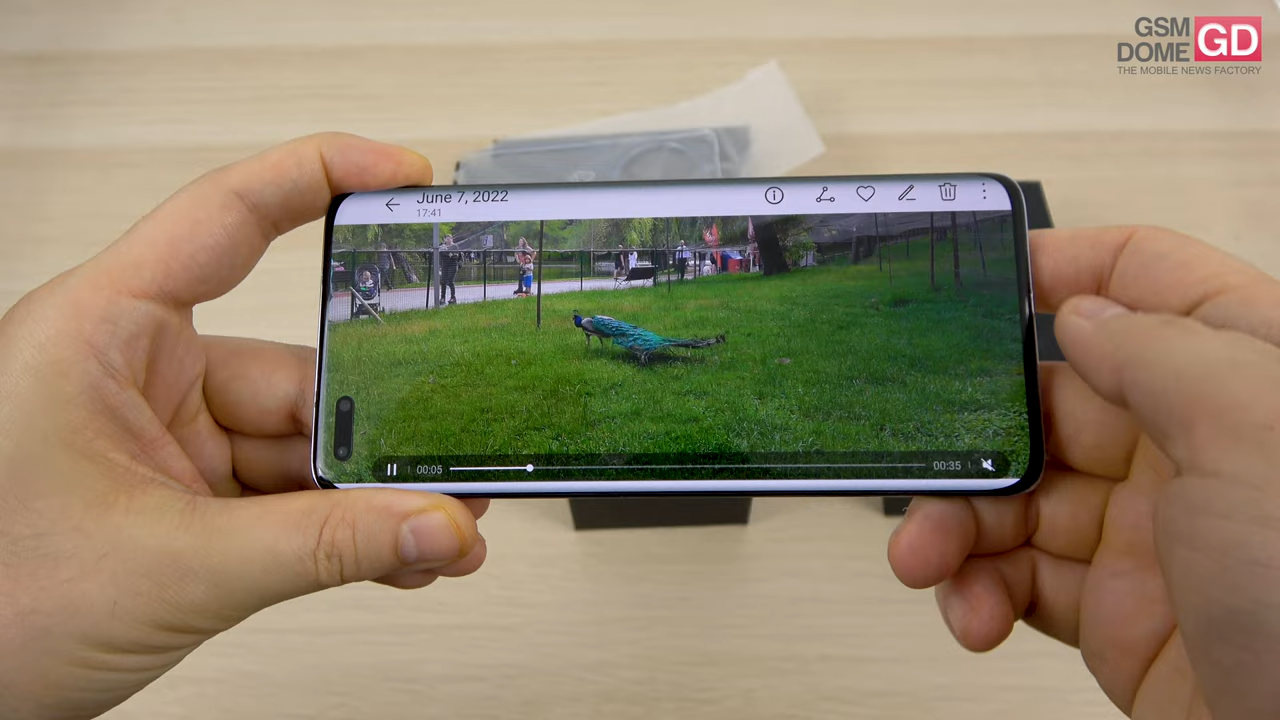 GSM
DOME GD
THE MOBILE NEWS FACTORY
June 7, 2022
17:41
00:05
00:35